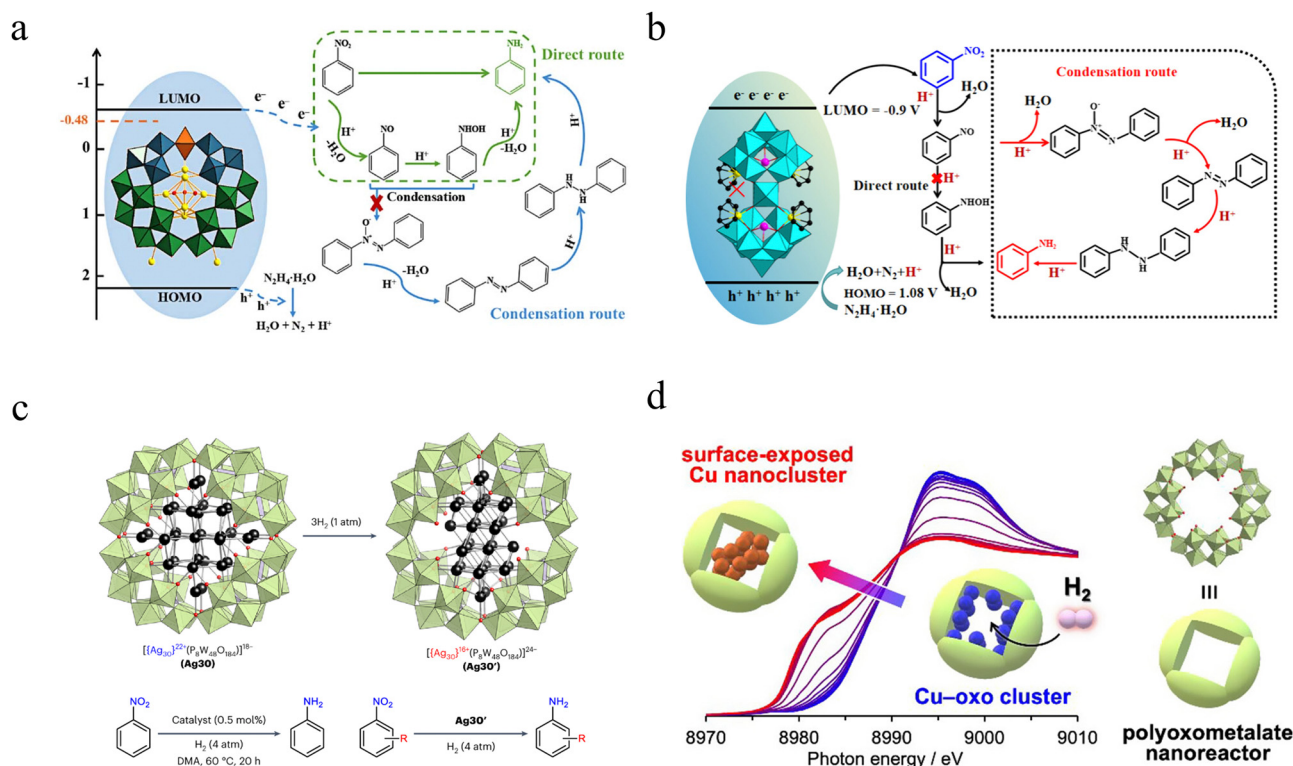 a
-1
-0.48
0
1
2
LUMO
HOMO
e⁻
e⁻
e⁻
h⁺
h⁺
N₂H₄·H₂O
H₂O + N₂ + H⁺
NO₂
NH₂
Direct route
H⁺
-H₂O
NO
H⁺
NHOH
H⁺
-H₂O
Condensation
O⁻
N⁺
N
-H₂O
H⁺
N
N
H⁺
H
N
N
H
H⁺
Condensation route
b
e⁻ e⁻ e⁻ e⁻
LUMO = -0.9 V
h⁺ h⁺ h⁺ h⁺
H₂O+N₂+H⁺
HOMO = 1.08 V
N₂H₄·H₂O
NO₂
H⁺
H₂O
NO
Direct route
H⁺
NHOH
H⁺
H₂O
Condensation route
H₂O
H⁺
O⁻
N⁺
N
H₂O
H⁺
N
N
H⁺
H
N
N
H
H⁺
NH₂
c
3H₂ (1 atm)
[{Ag₃₀}²²⁺(P₈W₄₈O₁₈₄)]¹⁸⁻
(Ag30)
[{Ag₃₀}¹⁶⁺(P₈W₄₈O₁₈₄)]²⁴⁻
(Ag30′)
NO₂
Catalyst (0.5 mol%)
H₂ (4 atm)
DMA, 60 °C, 20 h
NH₂
NO₂
R
Ag30′
H₂ (4 atm)
NH₂
R
d
surface-exposed
Cu nanocluster
H₂
Cu–oxo cluster
8970
8980
8990
9000
9010
Photon energy / eV
polyoxometalate
nanoreactor